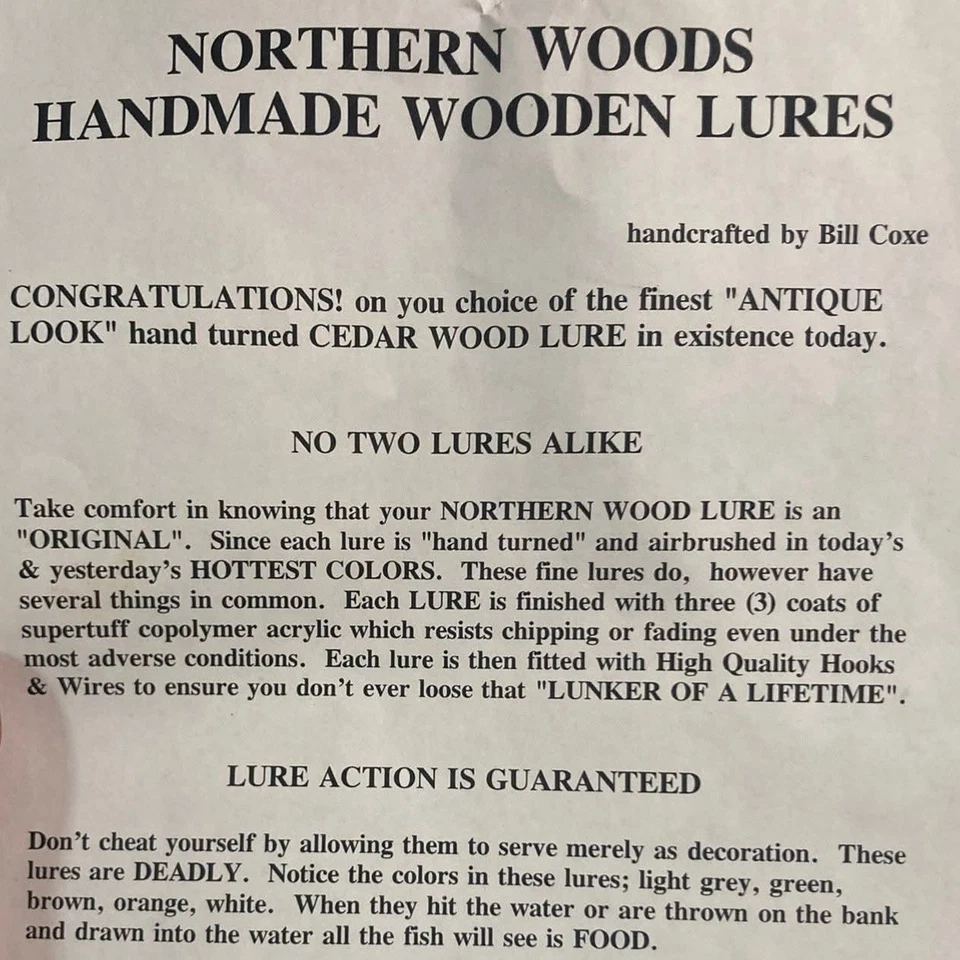 NORTHERN WOODS
HANDMADE WOODEN LURES
handcrafted by Bill Coxe
CONGRATULATIONS! on you choice of the finest "ANTIQUE
LOOK" hand turned CEDAR WOOD LURE in existence today.
NO TWO LURES ALIKE
Take comfort in knowing that your NORTHERN WOOD LURE is an
"ORIGINAL". Since each lure is "hand turned" and airbrushed in today's
& yesterday's HOTTEST COLORS. These fine lures do, however have
several things in common. Each LURE is finished with three (3) coats of
supertuff copolymer acrylic which resists chipping or fading even under the
most adverse conditions. Each lure is then fitted with High Quality Hooks
& Wires to ensure you don't ever loose that "LUNKER OF A LIFETIME".
LURE ACTION IS GUARANTEED
Don't cheat yourself by allowing them to serve merely as decoration. These
lures are DEADLY. Notice the colors in these lures; light grey, green,
brown, orange, white. When they hit the water or are thrown on the bank
and drawn into the water all the fish will see is FOOD.